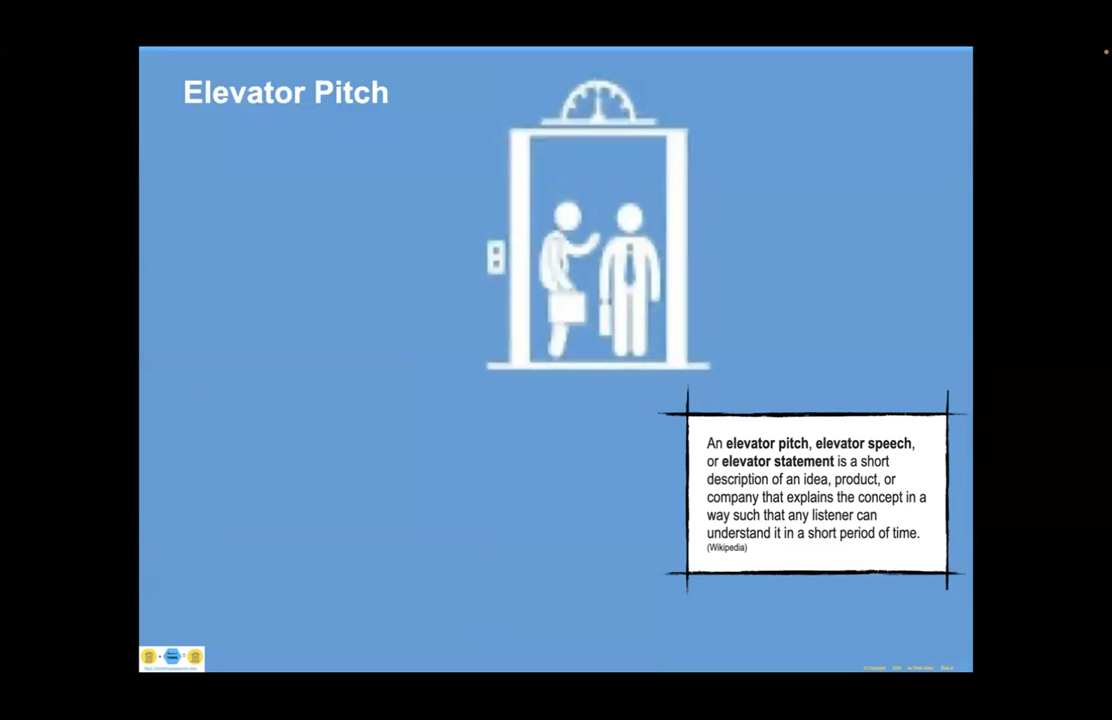 Elevator Pitch
An elevator pitch, elevator speech,
or elevator statement is a short
description of an idea, product, or
company that explains the concept in a
way such that any listener can
understand it in a short period of time.
(Wikipedia)